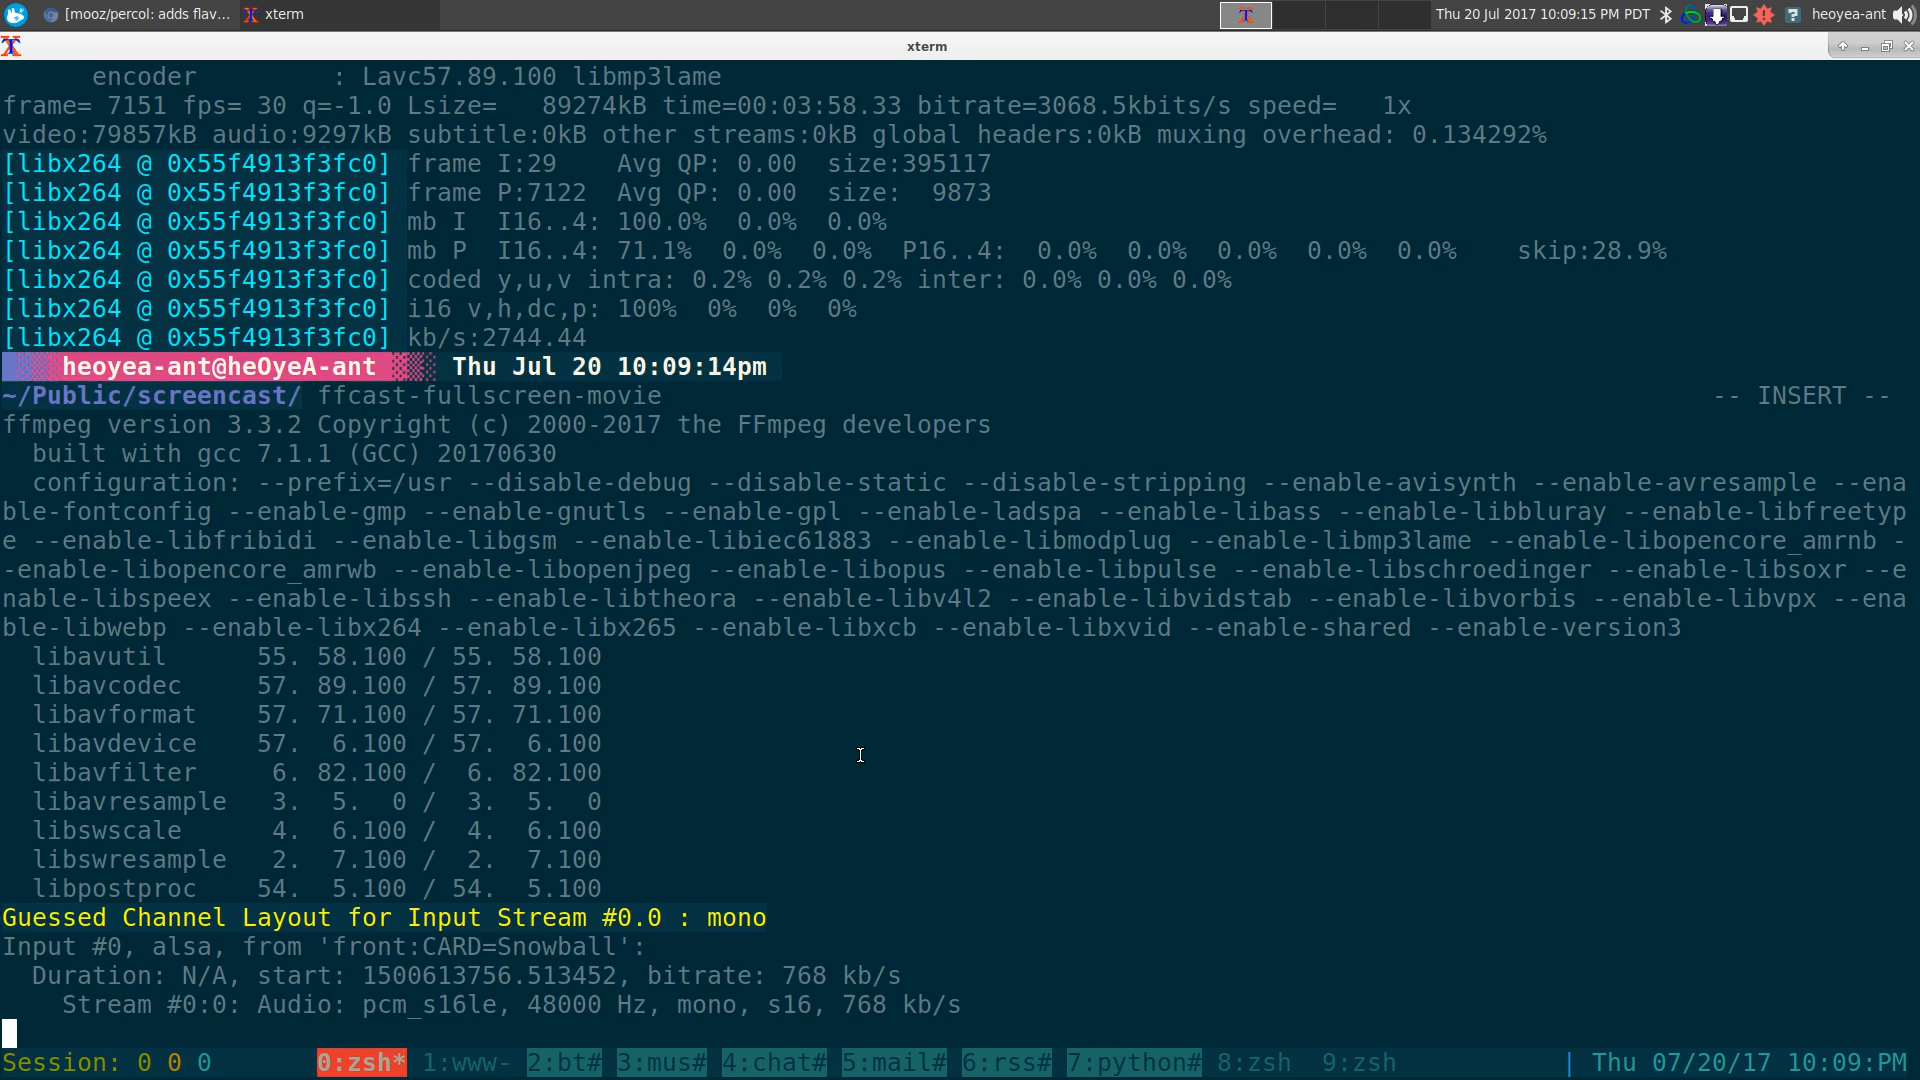 [mooz/percol: adds flav... xterm Thu 20 Jul 2017 10:09:15 PM PDT heoyea-ant
xterm
encoder : Lavc57.89.100 libmp3lame
frame= 7151 fps= 30 q=-1.0 Lsize= 89274kB time=00:03:58.33 bitrate=3068.5kbits/s speed= 1x
video:79857kB audio:9297kB subtitle:0kB other streams:0kB global headers:0kB muxing overhead: 0.134292%
[libx264 @ 0x55f4913f3fc0] frame I:29 Avg QP: 0.00 size:395117
[libx264 @ 0x55f4913f3fc0] frame P:7122 Avg QP: 0.00 size: 9873
[libx264 @ 0x55f4913f3fc0] mb I I16..4: 100.0% 0.0% 0.0%
[libx264 @ 0x55f4913f3fc0] mb P I16..4: 71.1% 0.0% 0.0% P16..4: 0.0% 0.0% 0.0% 0.0% 0.0% skip:28.9%
[libx264 @ 0x55f4913f3fc0] coded y,u,v intra: 0.2% 0.2% 0.2% inter: 0.0% 0.0% 0.0%
[libx264 @ 0x55f4913f3fc0] i16 v,h,dc,p: 100% 0% 0% 0%
[libx264 @ 0x55f4913f3fc0] kb/s:2744.44
heoyea-ant@heOyeA-ant Thu Jul 20 10:09:14pm
~/Public/screencast/ ffcast-fullscreen-movie -- INSERT --
ffmpeg version 3.3.2 Copyright (c) 2000-2017 the FFmpeg developers
built with gcc 7.1.1 (GCC) 20170630
configuration: --prefix=/usr --disable-debug --disable-static --disable-stripping --enable-avisynth --enable-avresample --ena
ble-fontconfig --enable-gmp --enable-gnutls --enable-gpl --enable-ladspa --enable-libass --enable-libbluray --enable-libfreetyp
e --enable-libfribidi --enable-libgsm --enable-libiec61883 --enable-libmodplug --enable-libmp3lame --enable-libopencore_amrnb -
-enable-libopencore_amrwb --enable-libopenjpeg --enable-libopus --enable-libpulse --enable-libschroedinger --enable-libsoxr --e
nable-libspeex --enable-libssh --enable-libtheora --enable-libv4l2 --enable-libvidstab --enable-libvorbis --enable-libvpx --ena
ble-libwebp --enable-libx264 --enable-libx265 --enable-libxcb --enable-libxvid --enable-shared --enable-version3
libavutil 55. 58.100 / 55. 58.100
libavcodec 57. 89.100 / 57. 89.100
libavformat 57. 71.100 / 57. 71.100
libavdevice 57. 6.100 / 57. 6.100
libavfilter 6. 82.100 / 6. 82.100
libavresample 3. 5. 0 / 3. 5. 0
libswscale 4. 6.100 / 4. 6.100
libswresample 2. 7.100 / 2. 7.100
libpostproc 54. 5.100 / 54. 5.100
Guessed Channel Layout for Input Stream #0.0 : mono
Input #0, alsa, from 'front:CARD=Snowball':
Duration: N/A, start: 1500613756.513452, bitrate: 768 kb/s
Stream #0:0: Audio: pcm_s16le, 48000 Hz, mono, s16, 768 kb/s
Session: 0 0 0 0:zsh* 1:www- 2:bt# 3:mus# 4:chat# 5:mail# 6:rss# 7:python# 8:zsh 9:zsh | Thu 07/20/17 10:09:PM